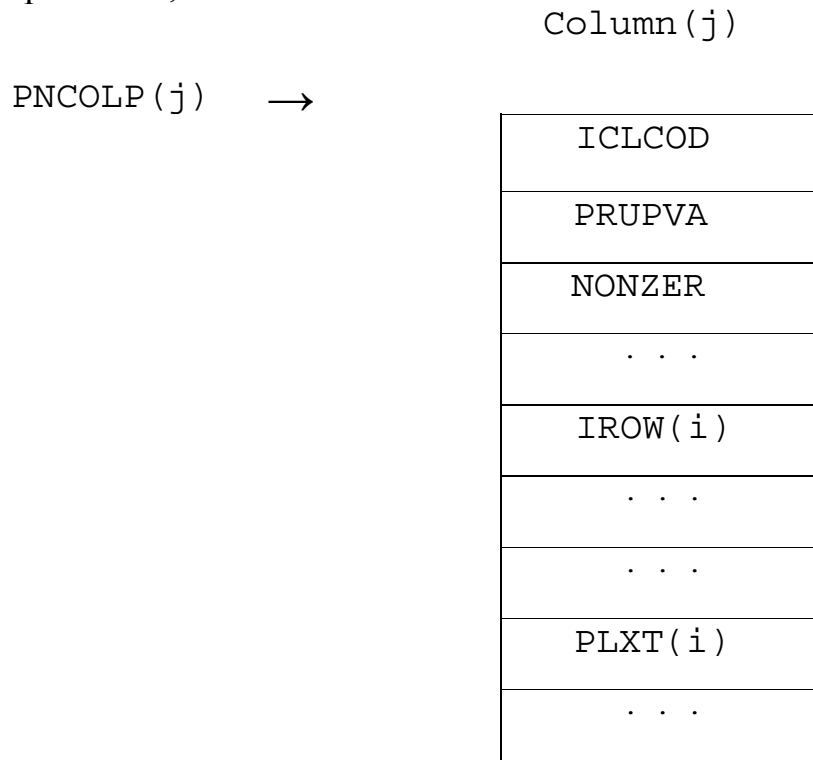 Column(j)
PNCOLP(j) →
ICLCOD
PRUPVA
NONZER
. . .
IROW(i)
. . .
. . .
PLXT(i)
. . .